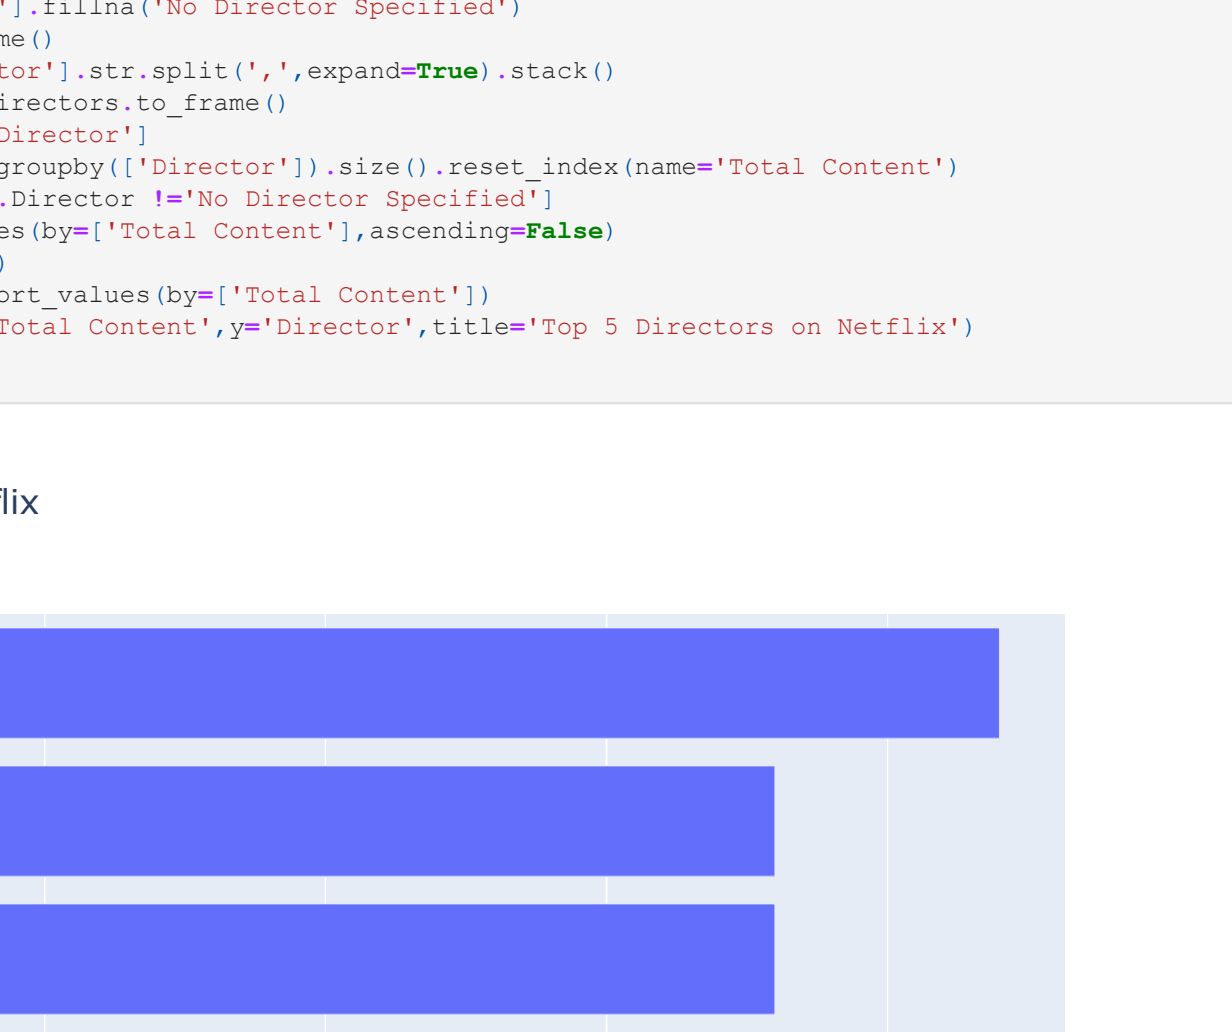 '].fillna('No Director Specified')
me()
tor'].str.split(',',expand=True).stack()
irectors.to_frame()
Director']
groupby(['Director']).size().reset_index(name='Total Content')
.Director !='No Director Specified']
es(by=['Total Content'],ascending=False)
)
ort_values(by=['Total Content'])
Total Content',y='Director',title='Top 5 Directors on Netflix')
flix